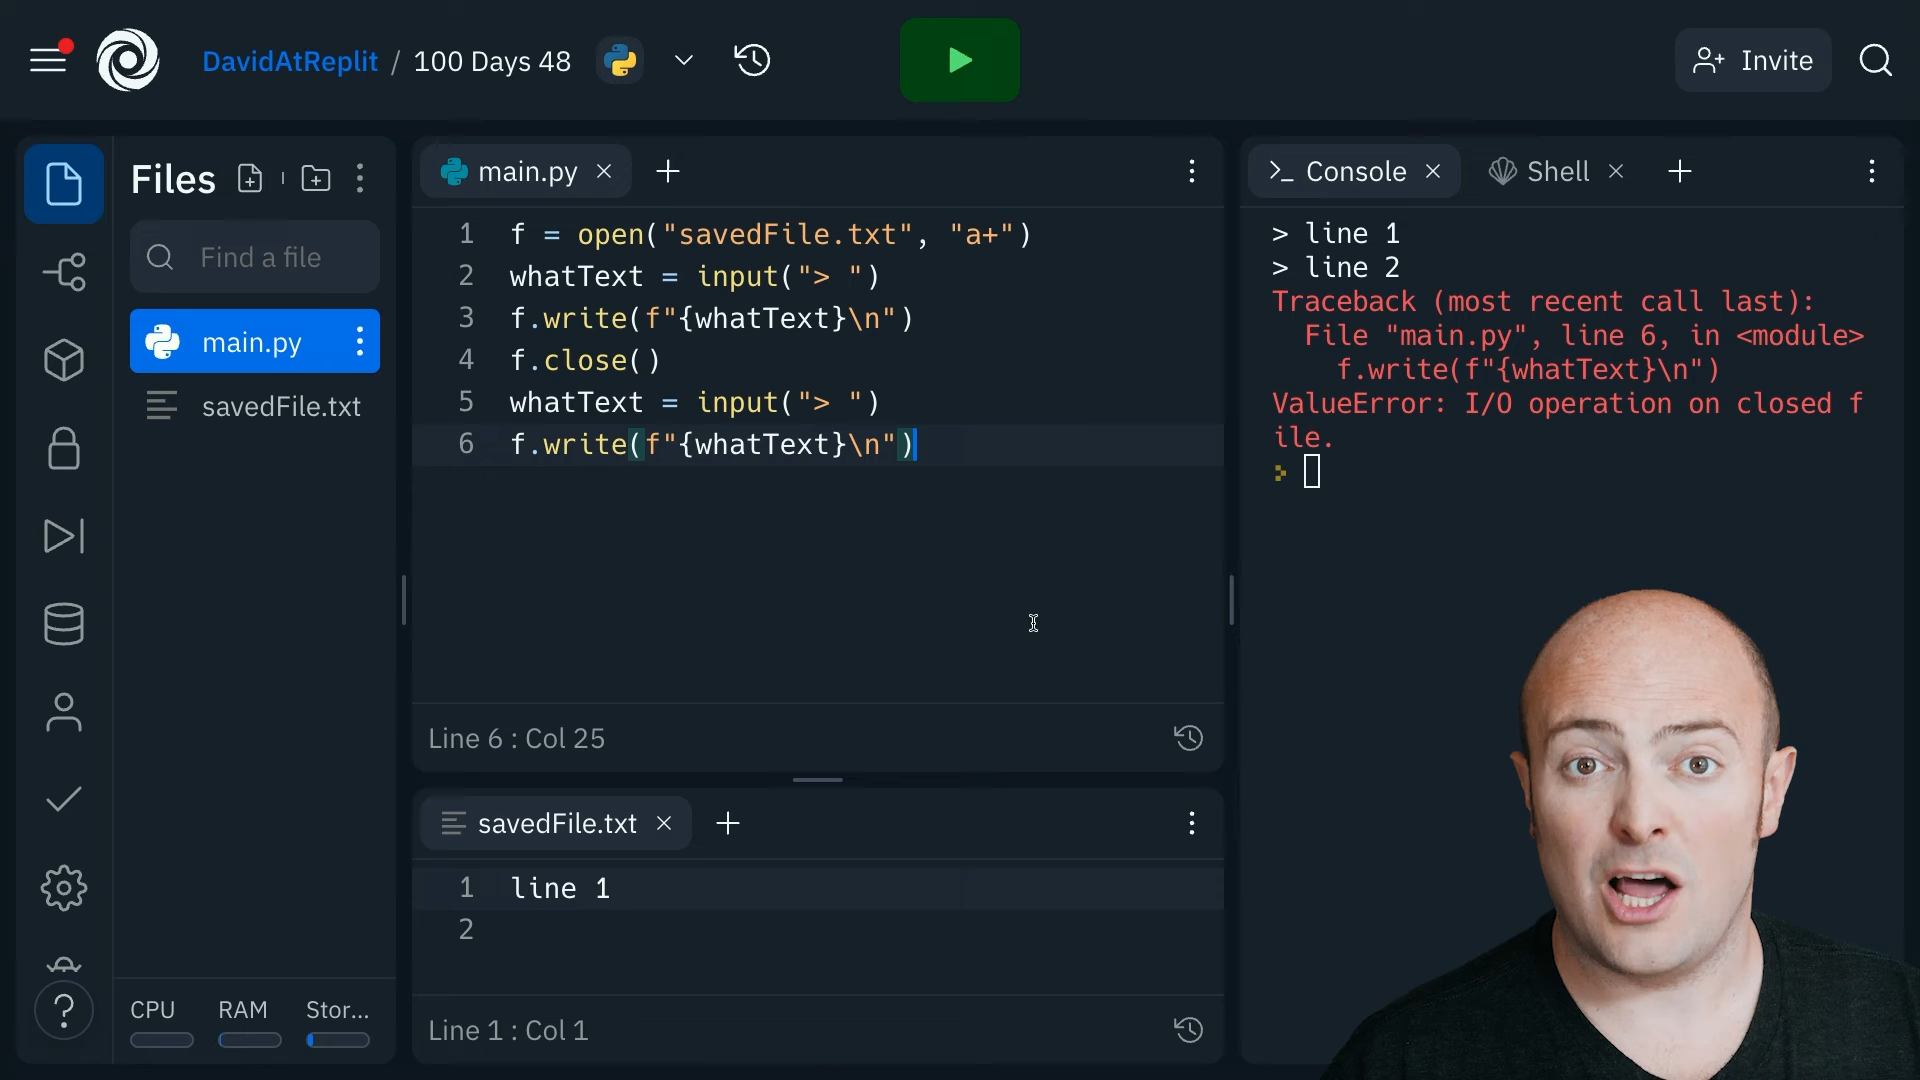 DavidAtReplit / 100 Days 48
Invite
Files
Find a file
main.py
savedFile.txt
CPU RAM Stor...
main.py
1 f = open("savedFile.txt", "a+")
2 whatText = input("> ")
3 f.write(f"{whatText}\n")
4 f.close()
5 whatText = input("> ")
6 f.write(f"{whatText}\n")
Line 6 : Col 25
savedFile.txt
1 line 1
2
Line 1 : Col 1
Console
Shell
> line 1
> line 2
Traceback (most recent call last):
File "main.py", line 6, in <module>
f.write(f"{whatText}\n")
ValueError: I/O operation on closed f
ile.